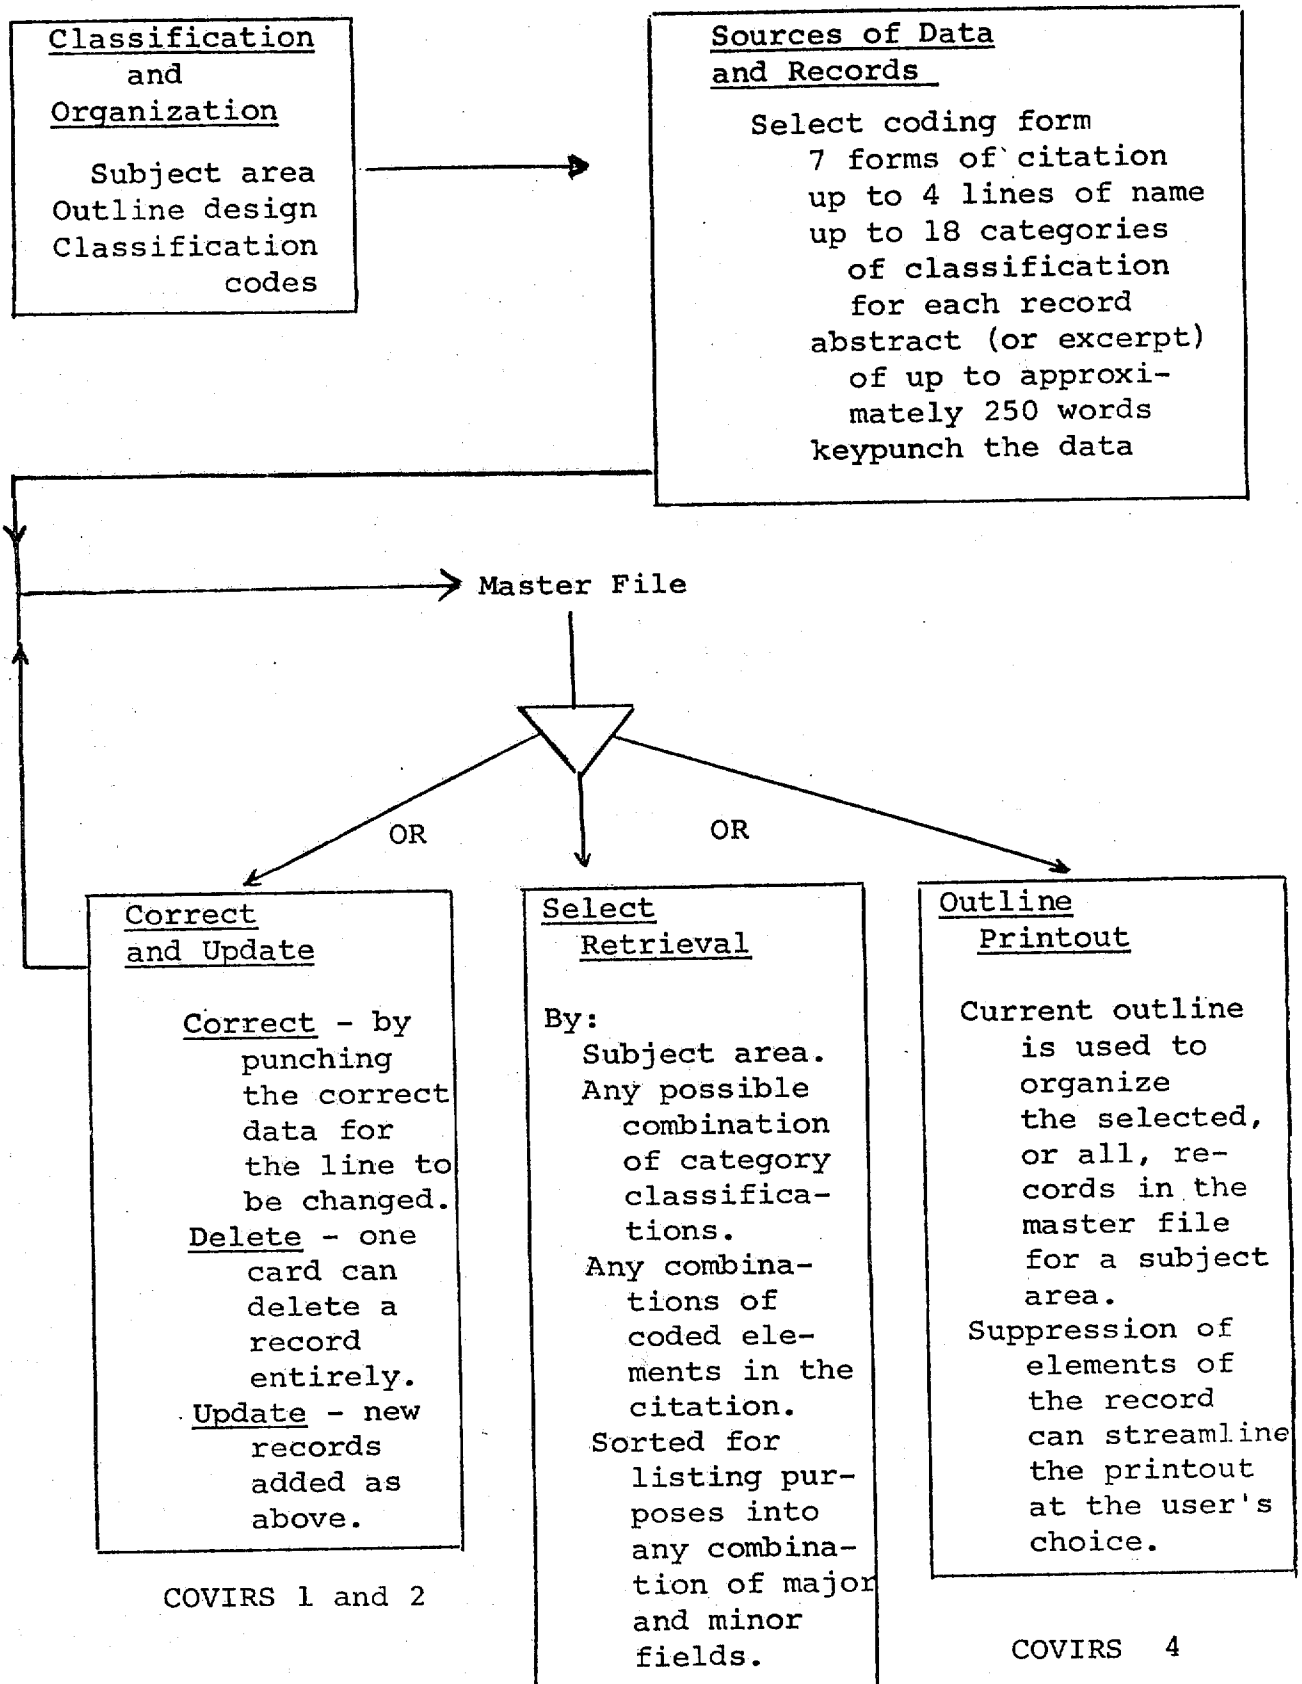 Classification
and
Organization
Subject area
Outline design
Classification
codes
Sources of Data
and Records
Select coding form
7 forms of citation
up to 4 lines of name
up to 18 categories
of classification
for each record
abstract (or excerpt)
of up to approxi-
mately 250 words
keypunch the data
Master File
OR
OR
Correct
and Update
Correct - by
punching
the correct
data for
the line to
be changed.
Delete - one
card can
delete a
record
entirely.
Update - new
records
added as
above.
COVIRS 1 and 2
Select
Retrieval
By:
Subject area.
Any possible
combination
of category
classifica-
tions.
Any combina-
tions of
coded ele-
ments in the
citation.
Sorted for
listing pur-
poses into
any combina-
tion of major
and minor
fields.
Outline
Printout
Current outline
is used to
organize
the selected,
or all, re-
cords in the
master file
for a subject
area.
Suppression of
elements of
the record
can streamline
the printout
at the user's
choice.
COVIRS 4